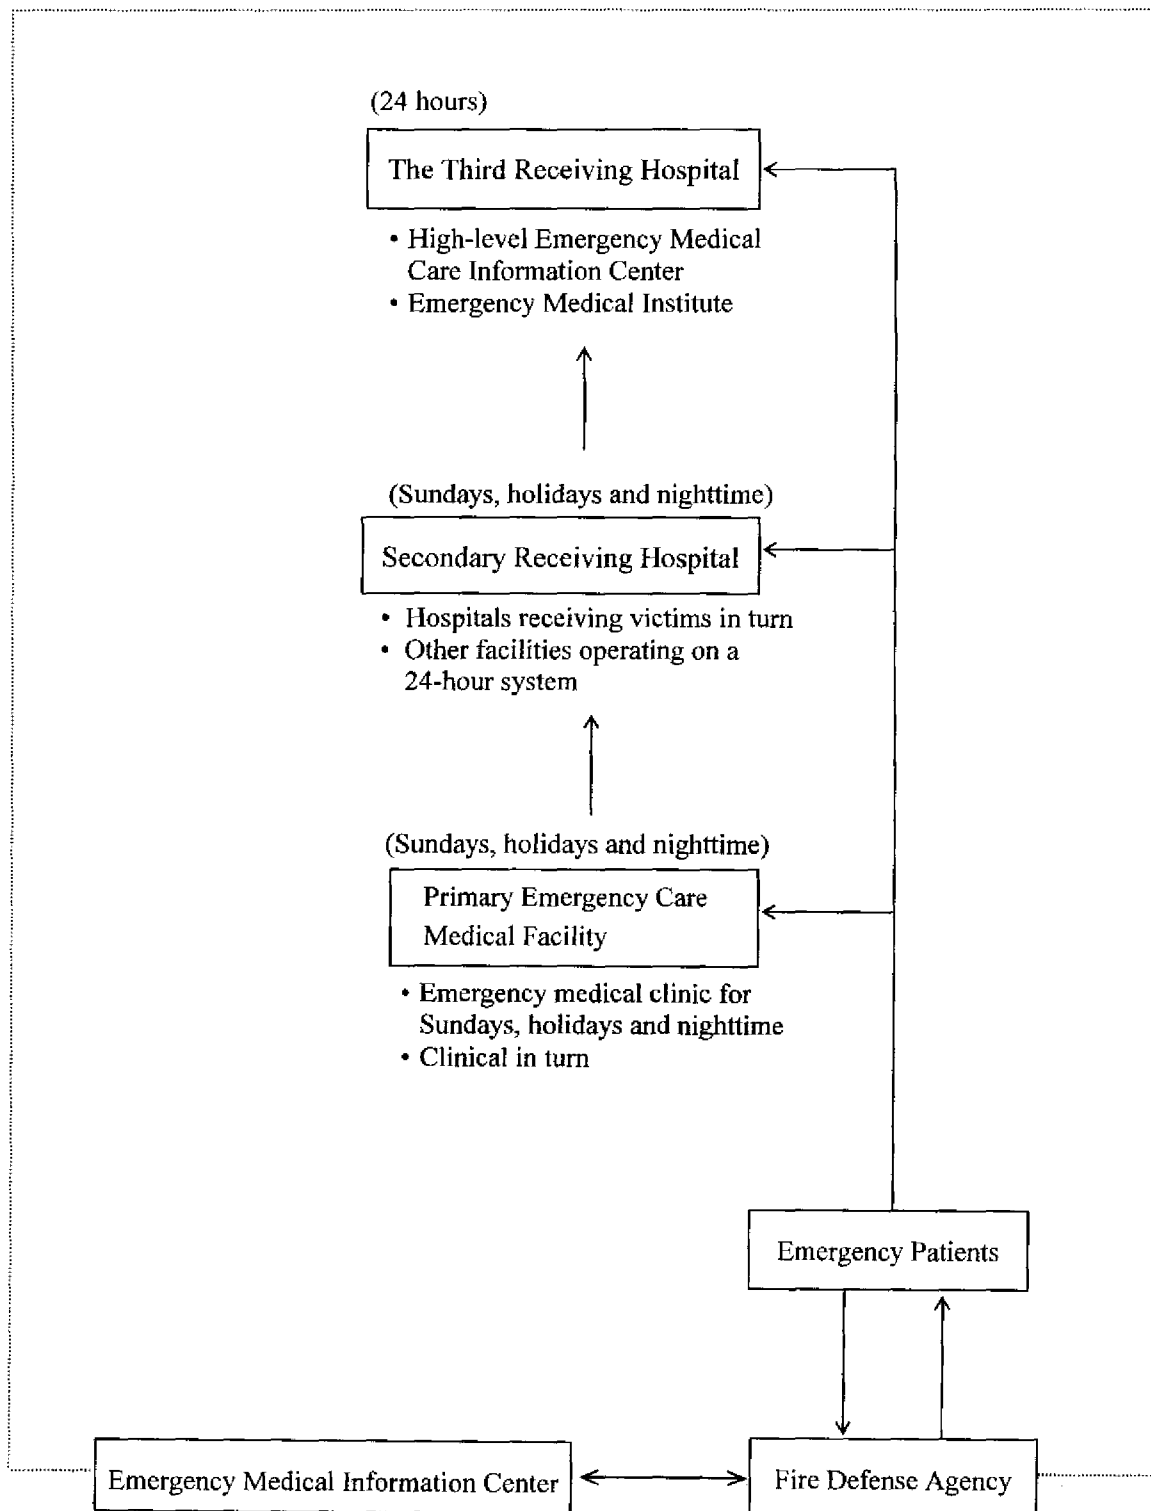 (24 hours)
The Third Receiving Hospital
• High-level Emergency Medical
Care Information Center
• Emergency Medical Institute
(Sundays, holidays and nighttime)
Secondary Receiving Hospital
• Hospitals receiving victims in turn
• Other facilities operating on a
24-hour system
(Sundays, holidays and nighttime)
Primary Emergency Care
Medical Facility
• Emergency medical clinic for
Sundays, holidays and nighttime
• Clinical in turn
Emergency Patients
Emergency Medical Information Center
Fire Defense Agency